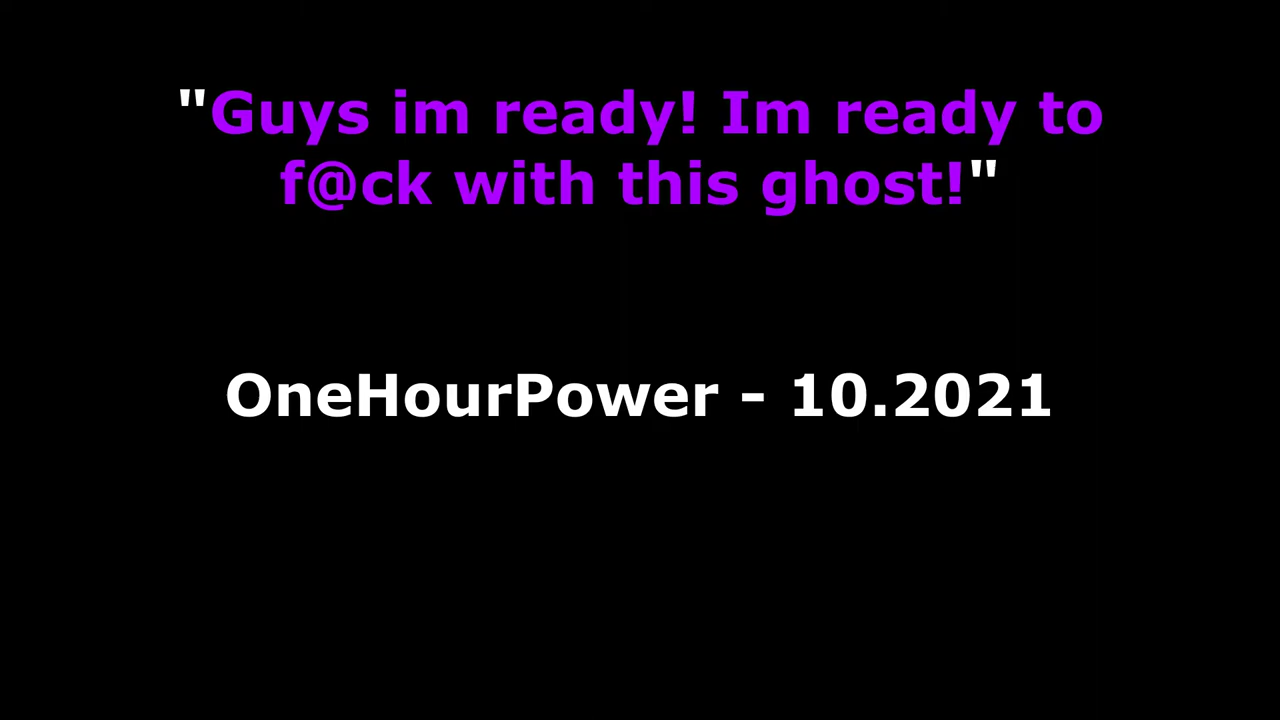 "Guys im ready! Im ready to
f@ck with this ghost!"
OneHourPower - 10.2021